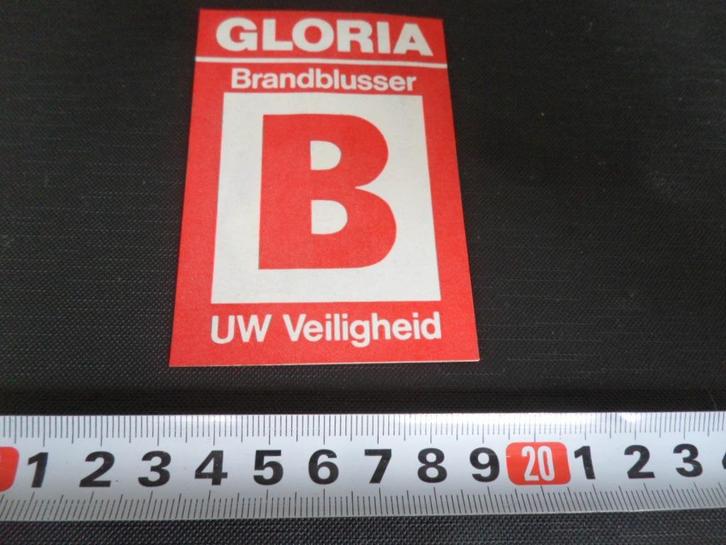 GLORIA
Brandblusser
B
UW Veiligheid
1 2 3 4 5 6 7 8 9 20 1 2 3